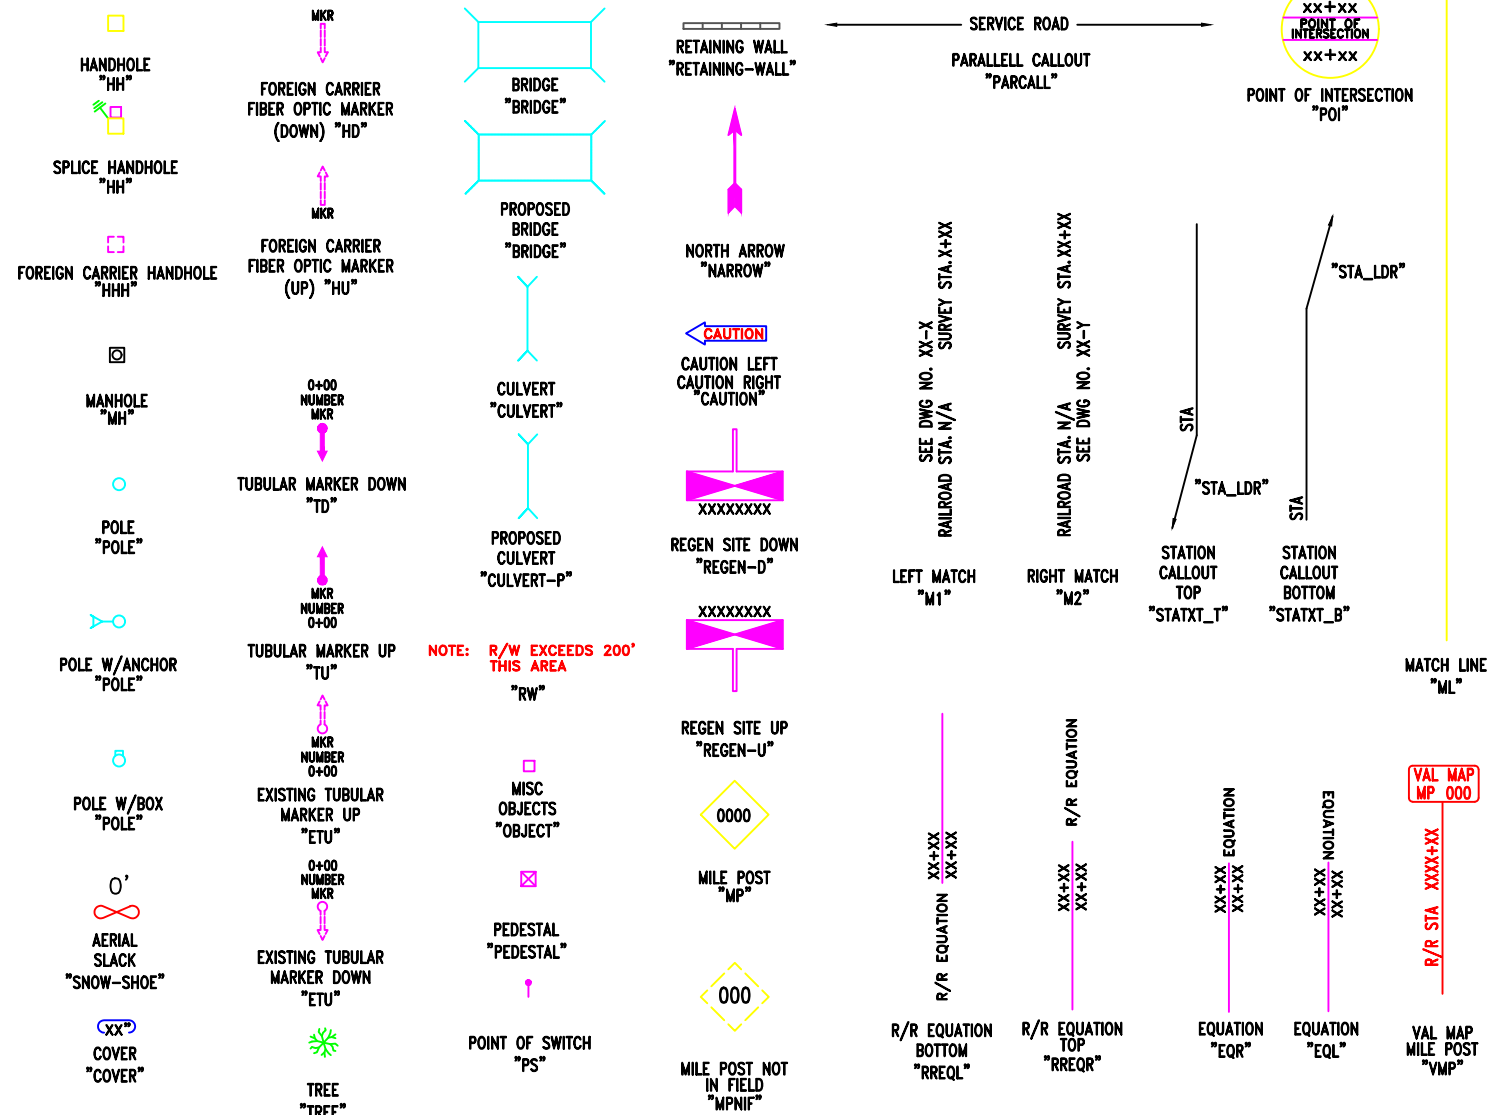 HANDHOLE
"HH"
SPLICE HANDHOLE
"HH"
FOREIGN CARRIER HANDHOLE
"HHH"
MANHOLE
"MH"
POLE
"POLE"
POLE W/ANCHOR
"POLE"
POLE W/BOX
"POLE"
0'
AERIAL
SLACK
"SNOW-SHOE"
XX"
COVER
"COVER"
MKR
FOREIGN CARRIER
FIBER OPTIC MARKER
(DOWN) "HD"
MKR
FOREIGN CARRIER
FIBER OPTIC MARKER
(UP) "HU"
0+00
NUMBER
MKR
TUBULAR MARKER DOWN
"TD"
MKR
NUMBER
0+00
TUBULAR MARKER UP
"TU"
MKR
NUMBER
0+00
EXISTING TUBULAR
MARKER UP
"ETU"
0+00
NUMBER
MKR
EXISTING TUBULAR
MARKER DOWN
"ETU"
TREE
"TREE"
BRIDGE
"BRIDGE"
PROPOSED
BRIDGE
"BRIDGE"
CULVERT
"CULVERT"
PROPOSED
CULVERT
"CULVERT-P"
NOTE: R/W EXCEEDS 200'
THIS AREA
"RW"
MISC
OBJECTS
"OBJECT"
PEDESTAL
"PEDESTAL"
POINT OF SWITCH
"PS"
RETAINING WALL
"RETAINING-WALL"
NORTH ARROW
"NARROW"
CAUTION
CAUTION LEFT
CAUTION RIGHT
"CAUTION"
XXXXXXXX
REGEN SITE DOWN
"REGEN-D"
XXXXXXXX
REGEN SITE UP
"REGEN-U"
0000
MILE POST
"MP"
000
MILE POST NOT
IN FIELD
"MPNIF"
SERVICE ROAD
PARALLELL CALLOUT
"PARCALL"
SEE DWG NO. XX-X
RAILROAD STA. N/A SURVEY STA. X+XX
LEFT MATCH
"M1"
RAILROAD STA. N/A SURVEY STA. XX+XX
SEE DWG NO. XX-Y
RIGHT MATCH
"M2"
STA
"STA_LDR"
STATION
CALLOUT
TOP
"STATXT_T"
"STA_LDR"
STA
STATION
CALLOUT
BOTTOM
"STATXT_B"
XX+XX
XX+XX
R/R EQUATION
R/R EQUATION
BOTTOM
"RREQL"
R/R EQUATION
XX+XX
XX+XX
R/R EQUATION
TOP
"RREQR"
EQUATION
XX+XX
XX+XX
EQUATION
"EQR"
EQUATION
XX+XX
XX+XX
EQUATION
"EQL"
XX+XX
POINT OF
INTERSECTION
XX+XX
POINT OF INTERSECTION
"POI"
MATCH LINE
"ML"
VAL MAP
MP 000
R/R STA XXXX+XX
VAL MAP
MILE POST
"VMP"